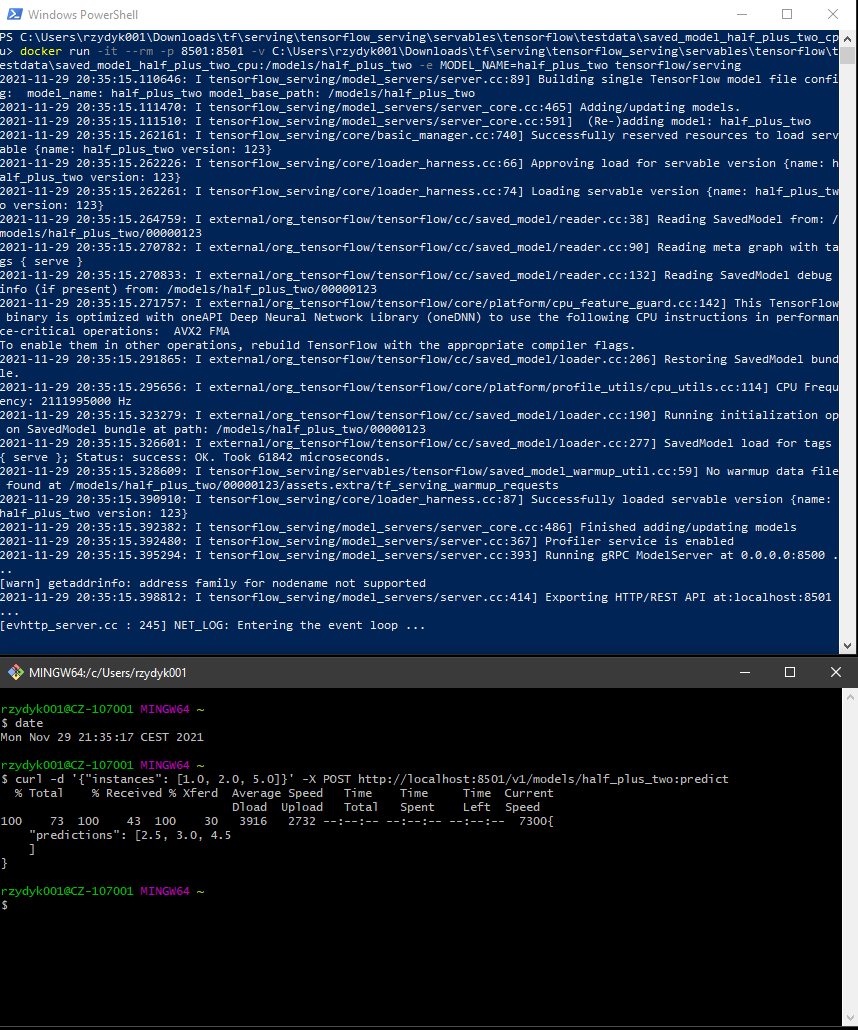 Windows PowerShell
PS C:\Users\rzydyk001\Downloads\tf\serving\tensorflow_serving\servables\tensorflow\testdata\saved_model_half_plus_two_cp
u> docker run -it --rm -p 8501:8501 -v C:\Users\rzydyk001\Downloads\tf\serving\tensorflow_serving\servables\tensorflow\t
estdata\saved_model_half_plus_two_cpu:/models/half_plus_two -e MODEL_NAME=half_plus_two tensorflow/serving
2021-11-29 20:35:15.110646: I tensorflow_serving/model_servers/server.cc:89] Building single TensorFlow model file confi
g:  model_name: half_plus_two model_base_path: /models/half_plus_two
2021-11-29 20:35:15.111470: I tensorflow_serving/model_servers/server_core.cc:465] Adding/updating models.
2021-11-29 20:35:15.111510: I tensorflow_serving/model_servers/server_core.cc:591]  (Re-)adding model: half_plus_two
2021-11-29 20:35:15.262161: I tensorflow_serving/core/basic_manager.cc:740] Successfully reserved resources to load serv
able {name: half_plus_two version: 123}
2021-11-29 20:35:15.262226: I tensorflow_serving/core/loader_harness.cc:66] Approving load for servable version {name: h
alf_plus_two version: 123}
2021-11-29 20:35:15.262261: I tensorflow_serving/core/loader_harness.cc:74] Loading servable version {name: half_plus_tw
o version: 123}
2021-11-29 20:35:15.264759: I external/org_tensorflow/tensorflow/cc/saved_model/reader.cc:38] Reading SavedModel from: /
models/half_plus_two/00000123
2021-11-29 20:35:15.270782: I external/org_tensorflow/tensorflow/cc/saved_model/reader.cc:90] Reading meta graph with ta
gs { serve }
2021-11-29 20:35:15.270833: I external/org_tensorflow/tensorflow/cc/saved_model/reader.cc:132] Reading SavedModel debug
info (if present) from: /models/half_plus_two/00000123
2021-11-29 20:35:15.271757: I external/org_tensorflow/tensorflow/core/platform/cpu_feature_guard.cc:142] This TensorFlow
 binary is optimized with oneAPI Deep Neural Network Library (oneDNN) to use the following CPU instructions in performan
ce-critical operations:  AVX2 FMA
To enable them in other operations, rebuild TensorFlow with the appropriate compiler flags.
2021-11-29 20:35:15.291865: I external/org_tensorflow/tensorflow/cc/saved_model/loader.cc:206] Restoring SavedModel bund
le.
2021-11-29 20:35:15.295656: I external/org_tensorflow/tensorflow/core/platform/profile_utils/cpu_utils.cc:114] CPU Frequ
ency: 2111995000 Hz
2021-11-29 20:35:15.323279: I external/org_tensorflow/tensorflow/cc/saved_model/loader.cc:190] Running initialization op
 on SavedModel bundle at path: /models/half_plus_two/00000123
2021-11-29 20:35:15.326601: I external/org_tensorflow/tensorflow/cc/saved_model/loader.cc:277] SavedModel load for tags
{ serve }; Status: success: OK. Took 61842 microseconds.
2021-11-29 20:35:15.328609: I tensorflow_serving/servables/tensorflow/saved_model_warmup_util.cc:59] No warmup data file
 found at /models/half_plus_two/00000123/assets.extra/tf_serving_warmup_requests
2021-11-29 20:35:15.390910: I tensorflow_serving/core/loader_harness.cc:87] Successfully loaded servable version {name:
half_plus_two version: 123}
2021-11-29 20:35:15.392382: I tensorflow_serving/model_servers/server_core.cc:486] Finished adding/updating models
2021-11-29 20:35:15.392480: I tensorflow_serving/model_servers/server.cc:367] Profiler service is enabled
2021-11-29 20:35:15.395294: I tensorflow_serving/model_servers/server.cc:393] Running gRPC ModelServer at 0.0.0.0:8500 .
..
[warn] getaddrinfo: address family for nodename not supported
2021-11-29 20:35:15.398812: I tensorflow_serving/model_servers/server.cc:414] Exporting HTTP/REST API at:localhost:8501
...
[evhttp_server.cc : 245] NET_LOG: Entering the event loop ...
MINGW64:/c/Users/rzydyk001
rzydyk001@CZ-107001 MINGW64 ~
$ date
Mon Nov 29 21:35:17 CEST 2021
rzydyk001@CZ-107001 MINGW64 ~
$ curl -d '{"instances": [1.0, 2.0, 5.0]}' -X POST http://localhost:8501/v1/models/half_plus_two:predict
  % Total    % Received % Xferd  Average Speed   Time    Time     Time  Current
                                 Dload  Upload   Total   Spent    Left  Speed
100    73  100    43  100    30   3916   2732 --:--:-- --:--:-- --:--:--  7300{
    "predictions": [2.5, 3.0, 4.5
    ]
}
rzydyk001@CZ-107001 MINGW64 ~
$